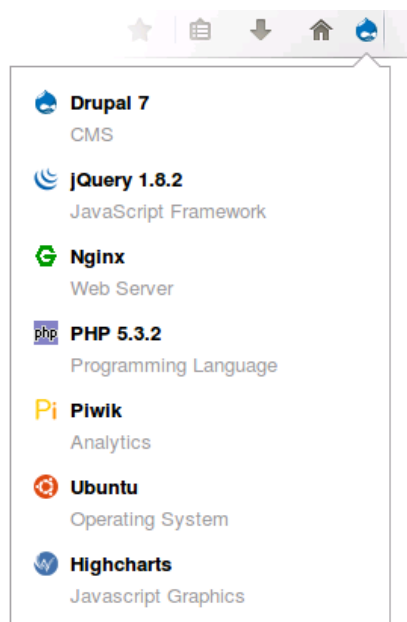 Drupal 7
CMS
jQuery 1.8.2
JavaScript Framework
Nginx
Web Server
php PHP 5.3.2
Programming Language
Pi Piwik
Analytics
Ubuntu
Operating System
Highcharts
Javascript Graphics